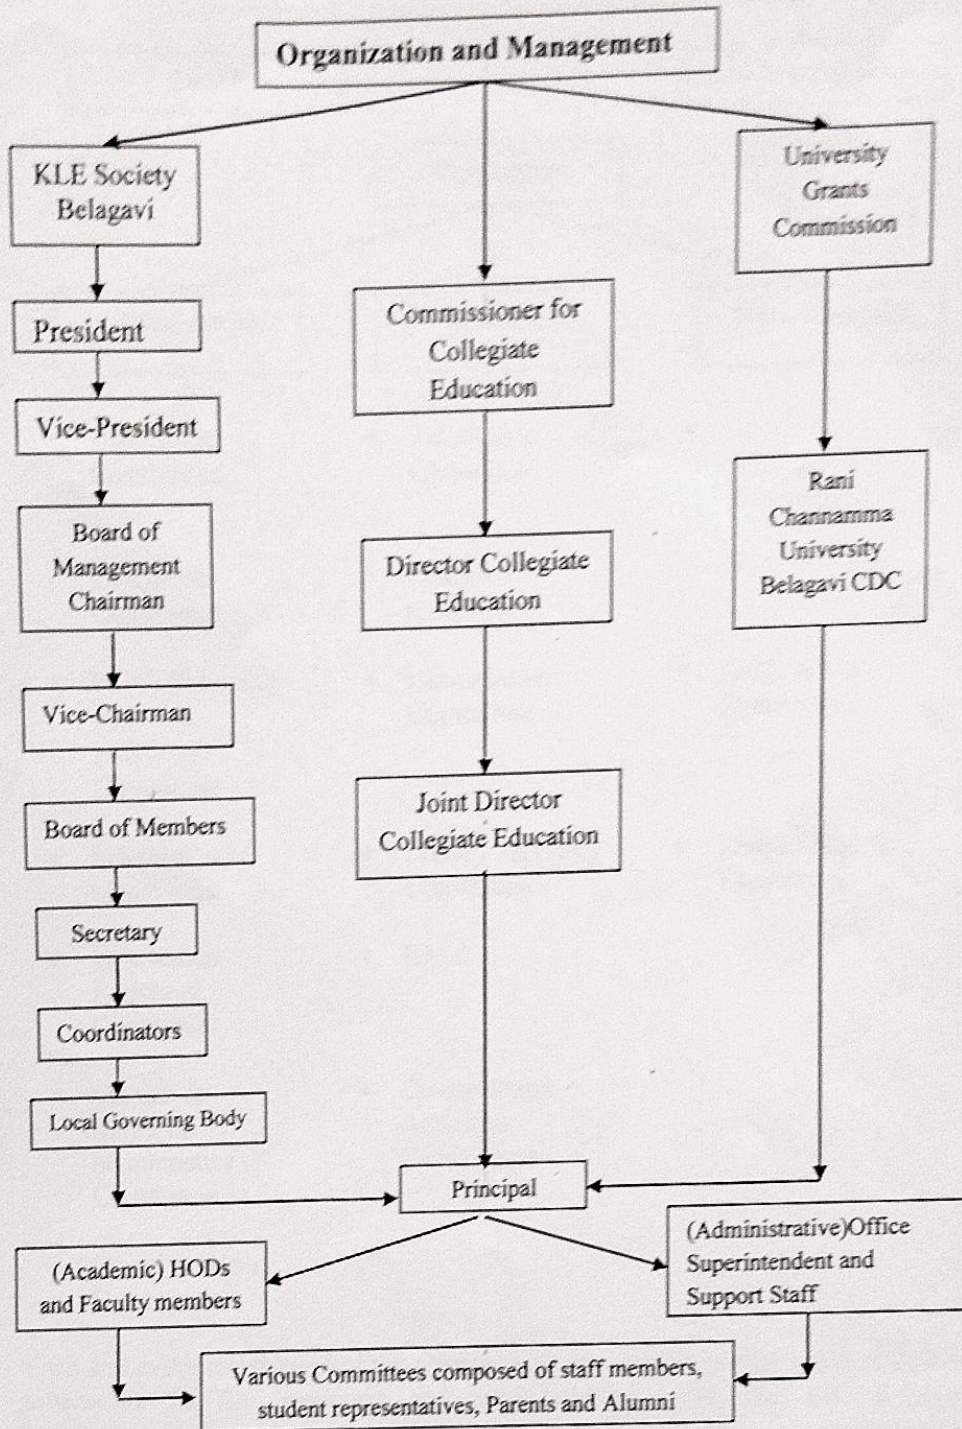 Organization and Management
KLE Society
Belagavi
President
Vice-President
Board of
Management
Chairman
Vice-Chairman
Board of Members
Secretary
Coordinators
Local Governing Body
Commissioner for
Collegiate
Education
Director Collegiate
Education
Joint Director
Collegiate Education
University
Grants
Commission
Rani
Channamma
University
Belagavi CDC
Principal
(Academic) HODs
and Faculty members
(Administrative)Office
Superintendent and
Support Staff
Various Committees composed of staff members,
student representatives, Parents and Alumni